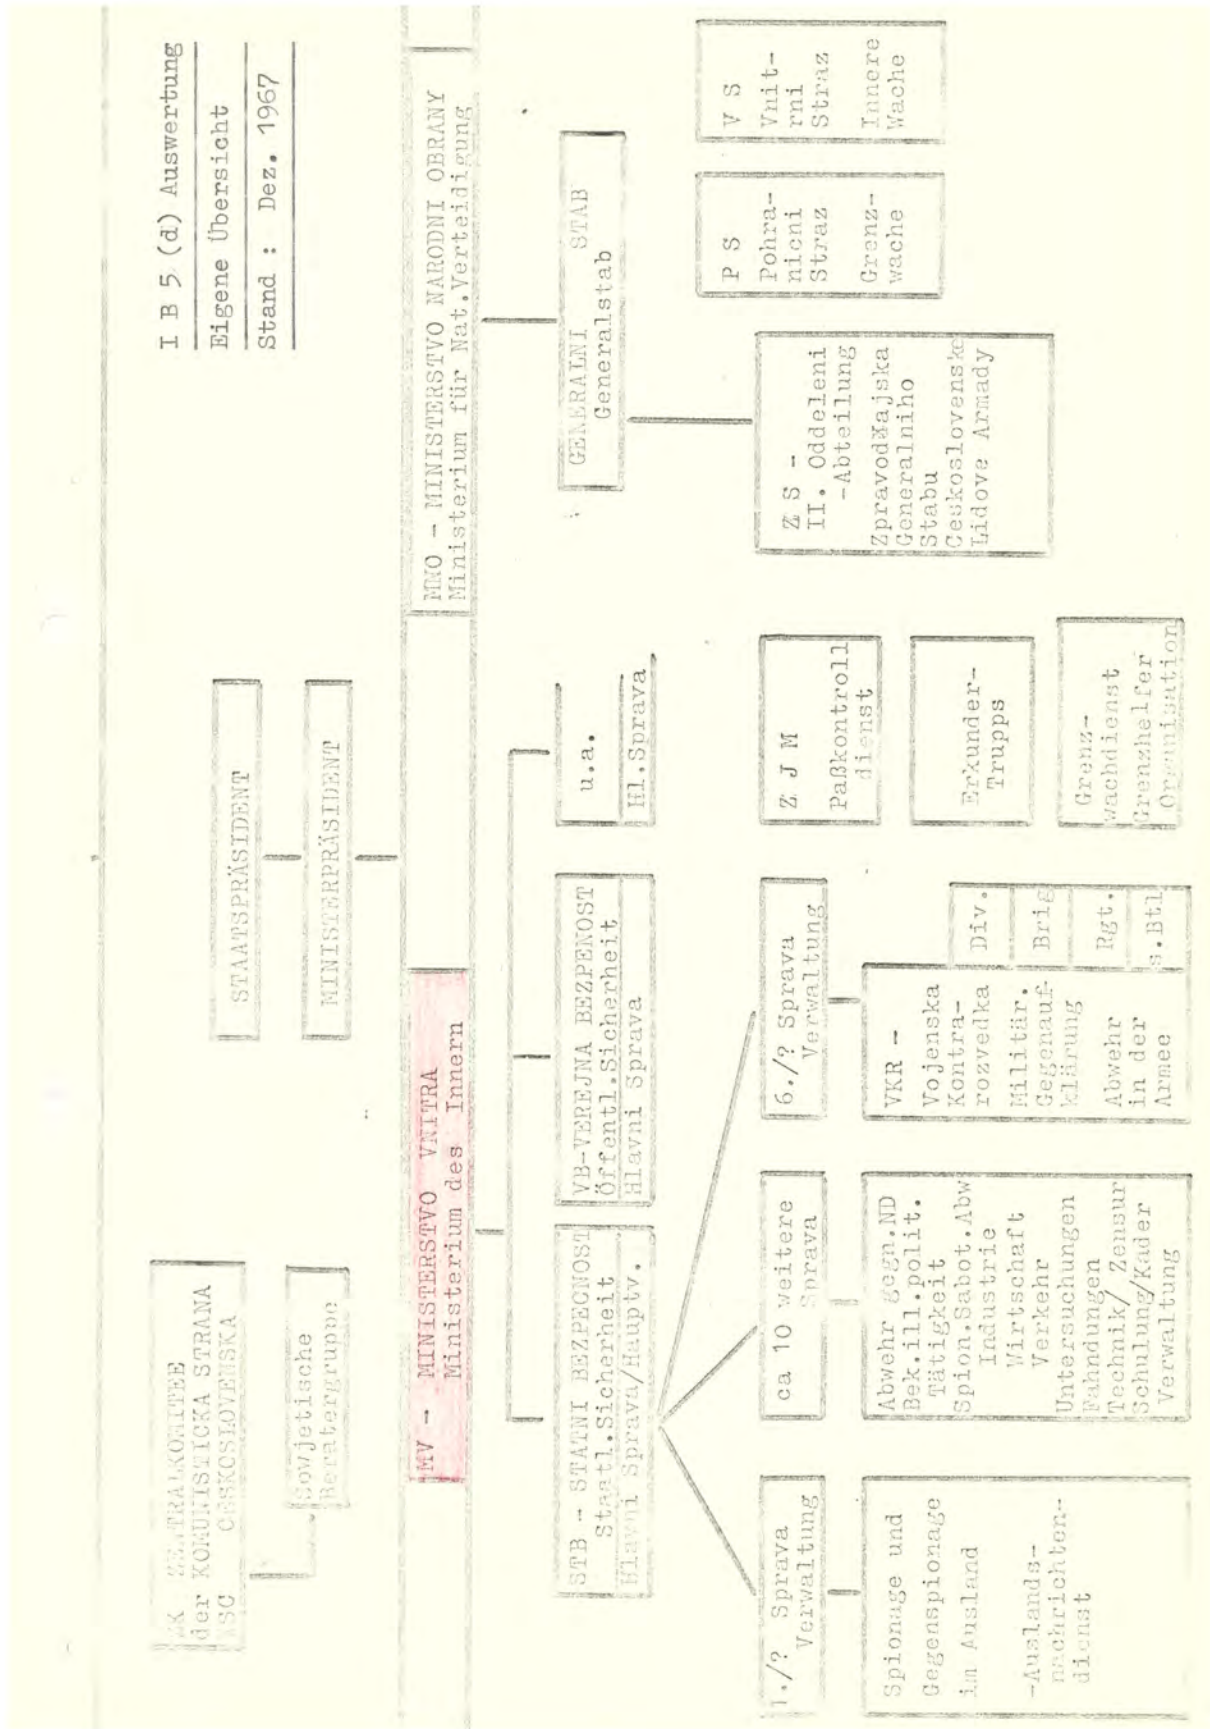 I B 5 (d) Auswertung
Eigene Übersicht
Stand : Dez. 1967
ZENTRALKOMITEE
der KOMUNISTICKA STRANA
CESKOSLOVENSKA
Sowjetische
Beratergruppe
STAATSPRÄSIDENT
MINISTERPRÄSIDENT
MV - MINISTERSTVO VNITRA
Ministerium des Innern
MNO - MINISTERSTVO NARODNI OBRANY
Ministerium für Nat.Verteidigung
STB - STATNI BEZPECNOST
Staatl.Sicherheit
Hlavni Sprava/Hauptv.
VB-VEREJNA BEZPENOST
Öffentl.Sicherheit
Hlavni Sprava
u.a.
Hl.Sprava
GENERALNI STAB
Generalstab
1./? Sprava
Verwaltung
ca 10 weitere
Sprava
6./? Sprava
Verwaltung
Z J M
Paßkontroll
dienst
Z S -
II. Oddeleni
-Abteilung
Generalniho
Stabu
Ceskoslovenske
Lidove Armady
P S
Pohra-
nicni
Straz
Grenz-
wache
V S
Vnit-
rni
Straz
Innere
Wache
Spionage und
Gegenspionage
im Ausland
-Auslands-
nachrichten-
dienst
Abwehr gegn.ND
Bek.ill.polit.
Tätigkeit
Spion.Sabot.Abw
Industrie
Wirtschaft
Verkehr
Untersuchungen
Fahndungen
Technik/ Zensur
Schulung/Kader
Verwaltung
VKR -
Vojenska
Kontra-
rozvedka
Militär.
Gegenauf-
klärung
Abwehr
in der
Armee
Div.
Brig
Rgt.
s.Btl
Erkunder-
Trupps
Grenz-
wachdienst
Grenzhelfer
Organisation